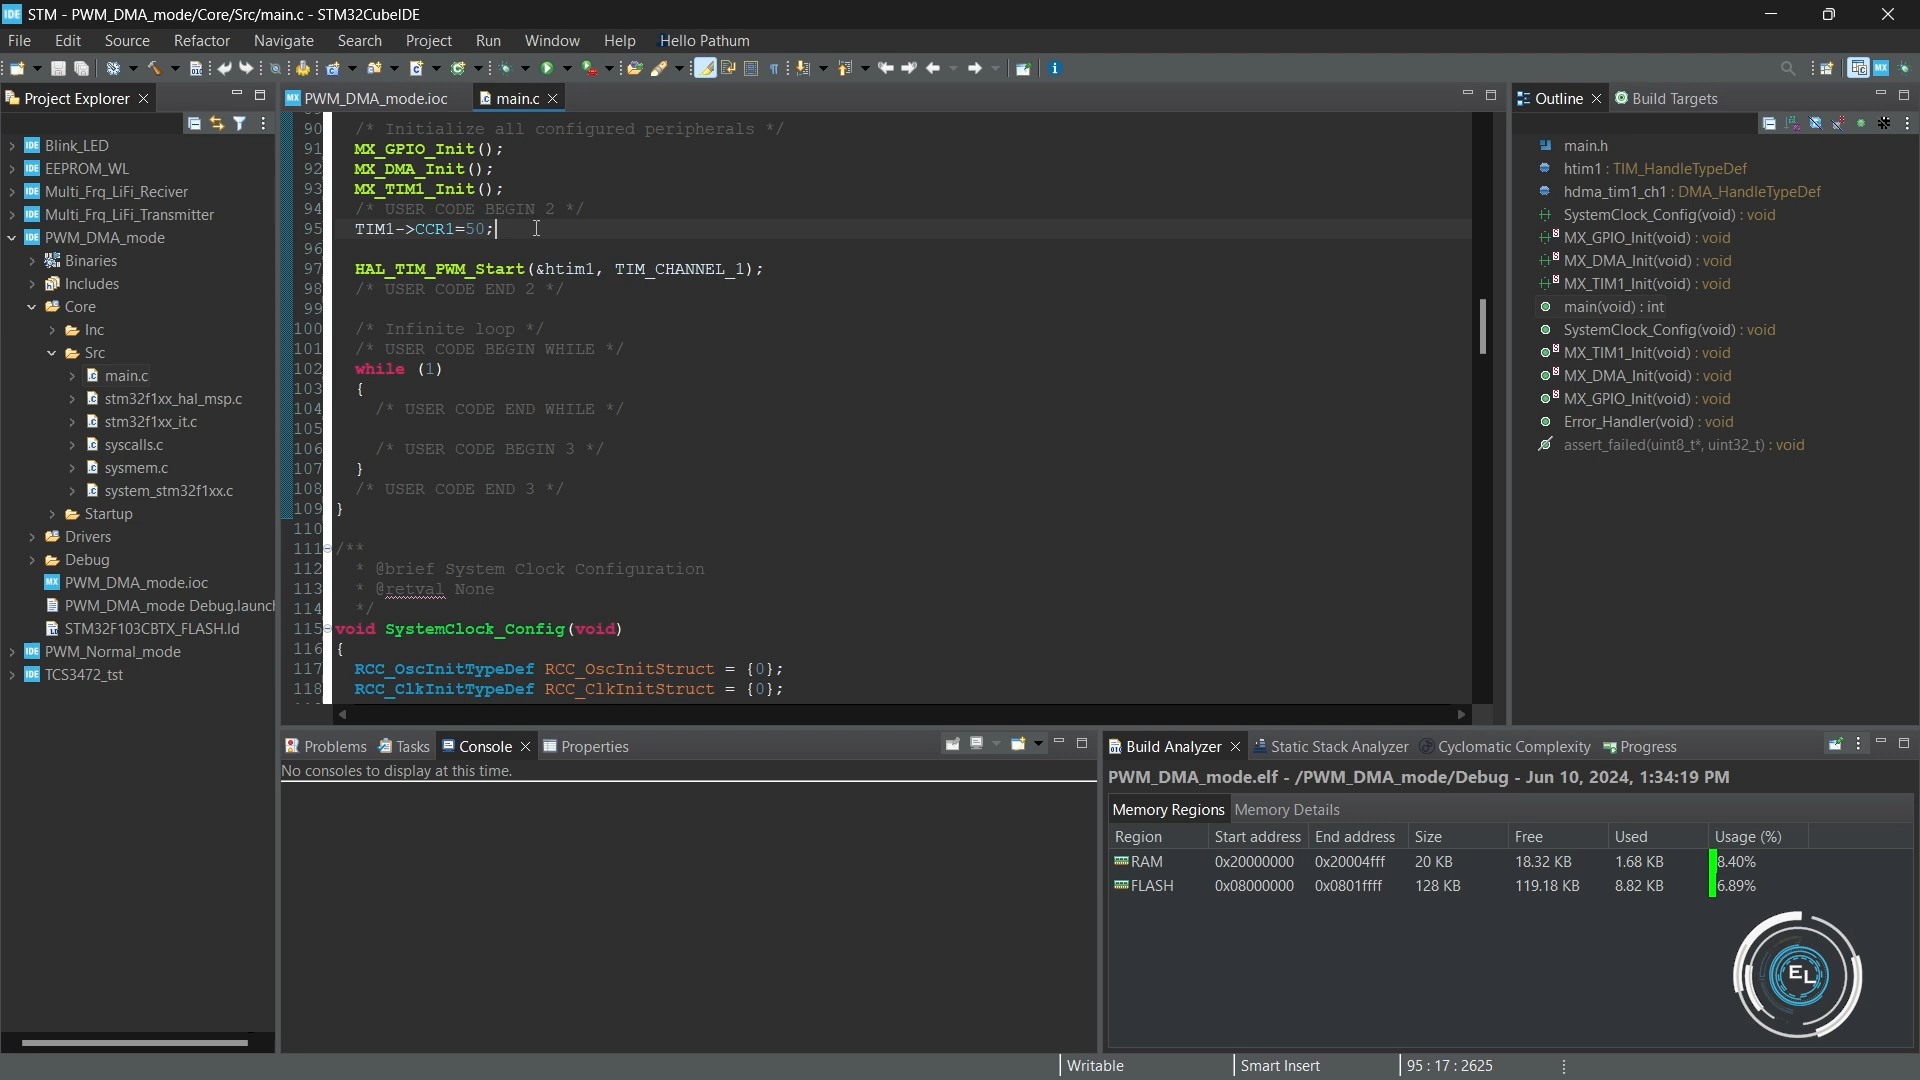 IDE STM - PWM_DMA_mode/Core/Src/main.c - STM32CubeIDE
File Edit Source Refactor Navigate Search Project Run Window Help Hello Pathum
Project Explorer
Blink_LED
EEPROM_WL
Multi_Frq_LiFi_Reciver
Multi_Frq_LiFi_Transmitter
PWM_DMA_mode
Binaries
Includes
Core
Inc
Src
main.c
stm32f1xx_hal_msp.c
stm32f1xx_it.c
syscalls.c
sysmem.c
system_stm32f1xx.c
Startup
Drivers
Debug
PWM_DMA_mode.ioc
PWM_DMA_mode Debug.launch
STM32F103CBTX_FLASH.ld
PWM_Normal_mode
TCS3472_tst
PWM_DMA_mode.ioc main.c
90 /* Initialize all configured peripherals */
91 MX_GPIO_Init();
92 MX_DMA_Init();
93 MX_TIM1_Init();
94 /* USER CODE BEGIN 2 */
95 TIM1->CCR1=50;
96
97 HAL_TIM_PWM_Start(&htim1, TIM_CHANNEL_1);
98 /* USER CODE END 2 */
99
100 /* Infinite loop */
101 /* USER CODE BEGIN WHILE */
102 while (1)
103 {
104 /* USER CODE END WHILE */
105
106 /* USER CODE BEGIN 3 */
107 }
108 /* USER CODE END 3 */
109 }
110
111 /**
112 * @brief System Clock Configuration
113 * @retval None
114 */
115 void SystemClock_Config(void)
116 {
117 RCC_OscInitTypeDef RCC_OscInitStruct = {0};
118 RCC_ClkInitTypeDef RCC_ClkInitStruct = {0};
Outline Build Targets
main.h
htim1 : TIM_HandleTypeDef
hdma_tim1_ch1 : DMA_HandleTypeDef
SystemClock_Config(void) : void
MX_GPIO_Init(void) : void
MX_DMA_Init(void) : void
MX_TIM1_Init(void) : void
main(void) : int
SystemClock_Config(void) : void
MX_TIM1_Init(void) : void
MX_DMA_Init(void) : void
MX_GPIO_Init(void) : void
Error_Handler(void) : void
assert_failed(uint8_t*, uint32_t) : void
Problems Tasks Console Properties
No consoles to display at this time.
Build Analyzer Static Stack Analyzer Cyclomatic Complexity Progress
PWM_DMA_mode.elf - /PWM_DMA_mode/Debug - Jun 10, 2024, 1:34:19 PM
Memory Regions Memory Details
Region Start address End address Size Free Used Usage (%)
RAM 0x20000000 0x20004fff 20 KB 18.32 KB 1.68 KB 8.40%
FLASH 0x08000000 0x0801ffff 128 KB 119.18 KB 8.82 KB 6.89%
EL
Writable Smart Insert 95 : 17 : 2625